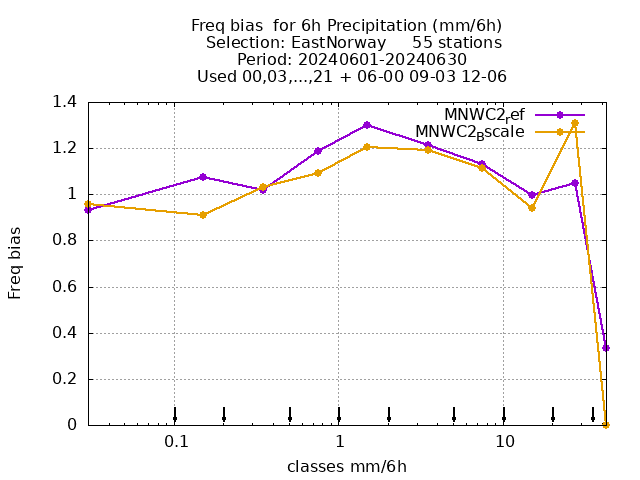 Freq bias  for 6h Precipitation (mm/6h)
Selection: EastNorway     55 stations
Period: 20240601-20240630
Used 00,03,...,21 + 06-00 09-03 12-06
MNWC2ref
MNWC2Bscale
1.4
1.2
1
0.8
0.6
0.4
0.2
0
Freq bias
0.1
1
10
classes mm/6h